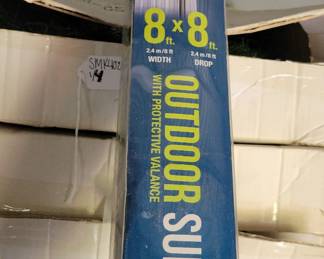 8 ft. x 8 ft.
2.4 m/8 ft 2.4 m/8 ft
WIDTH DROP
OUTDOOR SU
WITH PROTECTIVE VALANCE